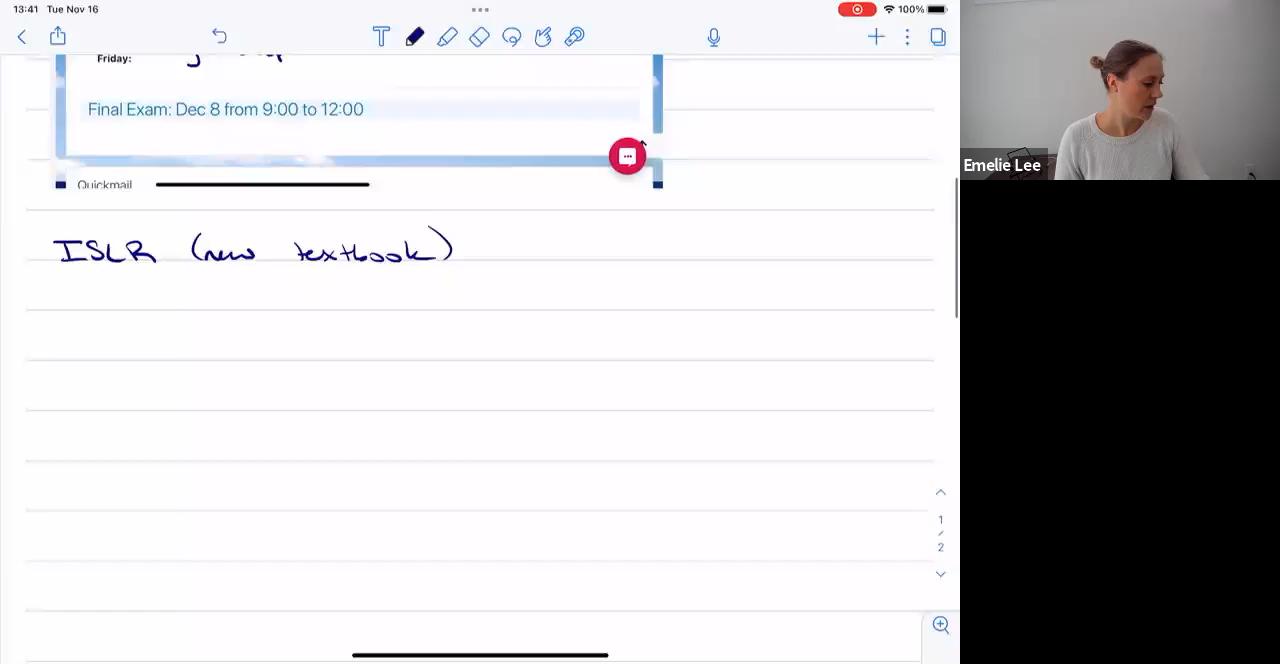 13:41 Tue Nov 16
100%
Friday:
Final Exam: Dec 8 from 9:00 to 12:00
Quickmail
ISLR (new textbook)
1
/
2
Emelie Lee